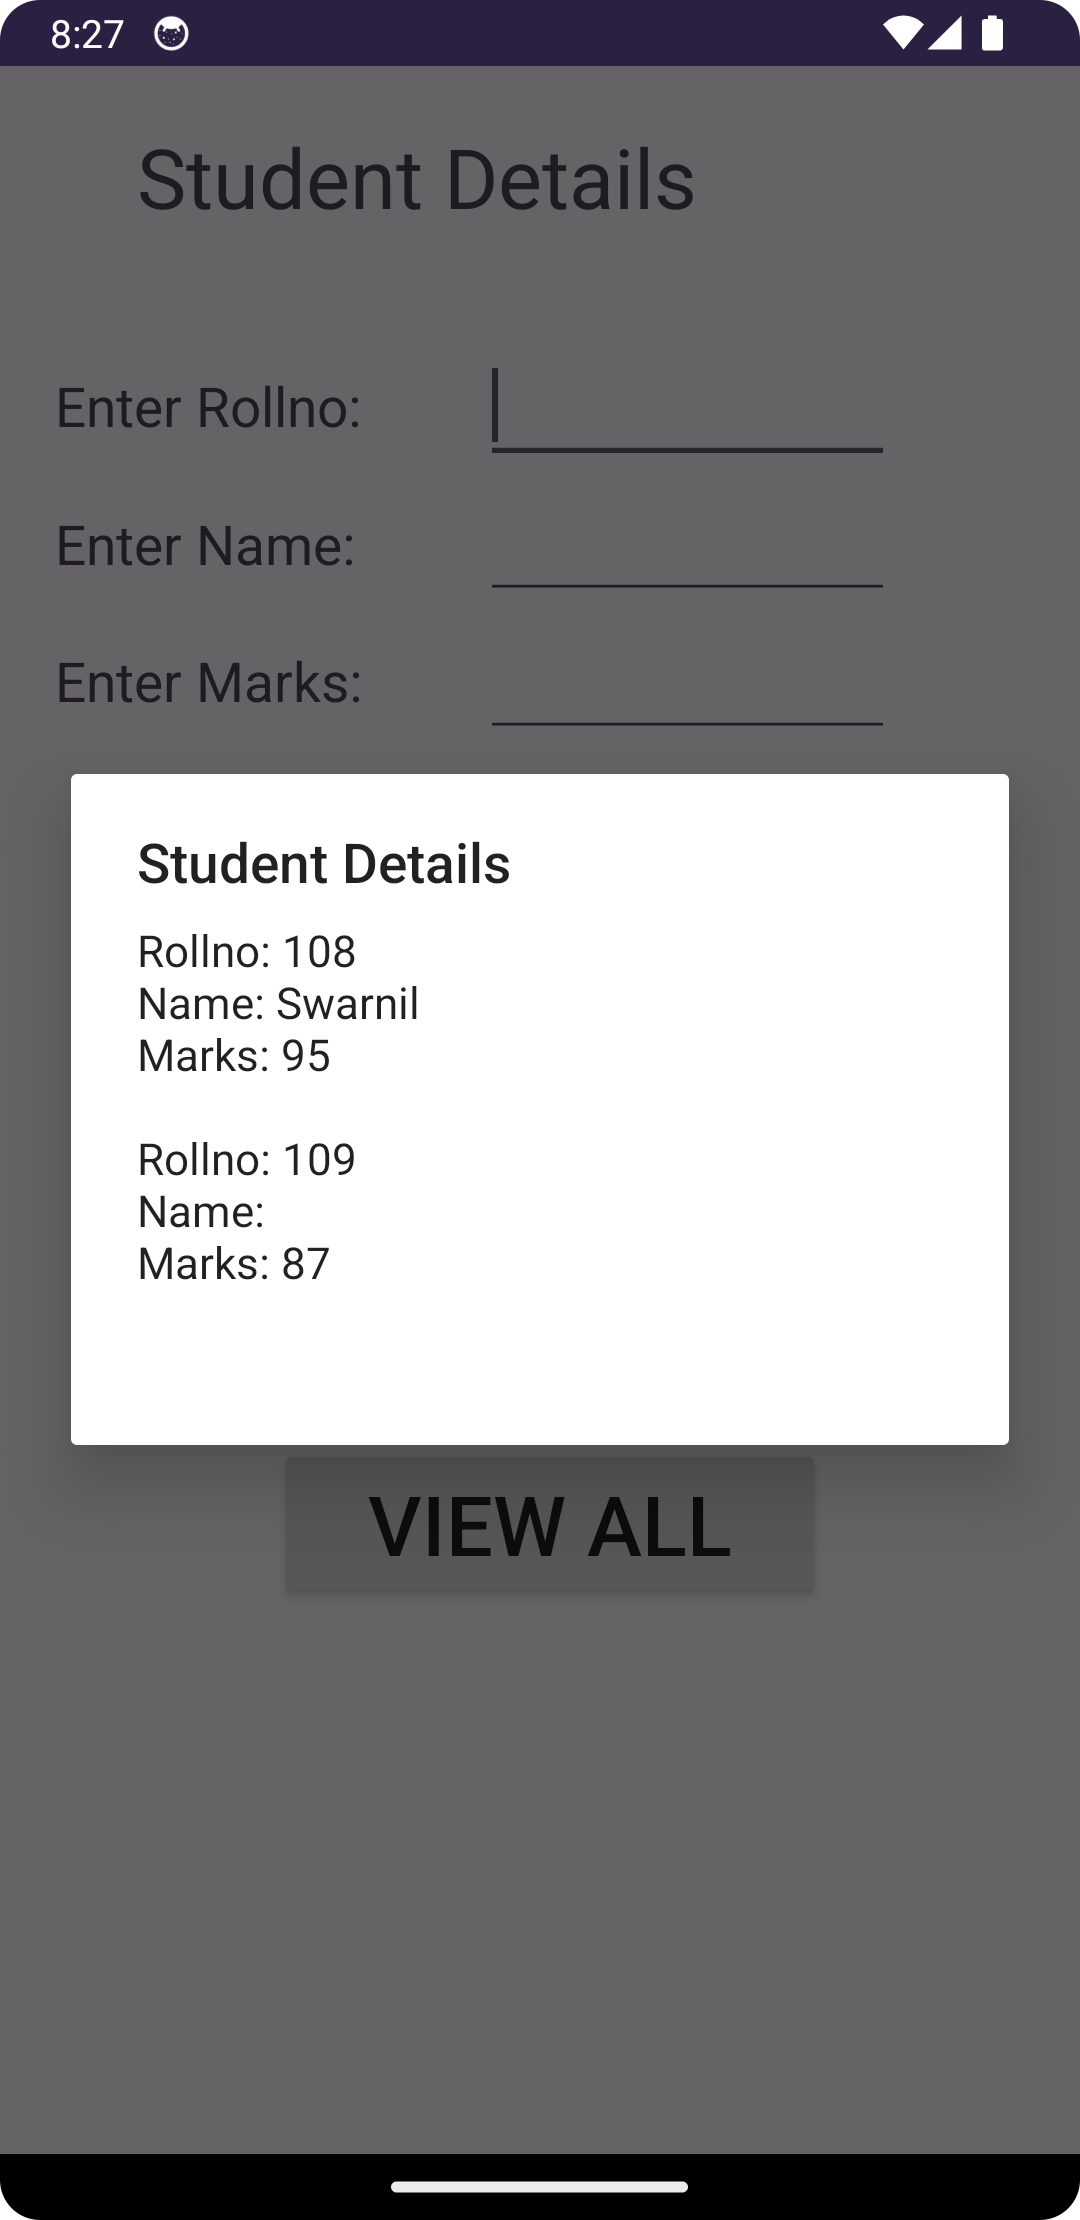 8:27
Student Details
Enter Rollno:
Enter Name:
Enter Marks:
Student Details
Rollno: 108
Name: Swarnil
Marks: 95
Rollno: 109
Name:
Marks: 87
VIEW ALL